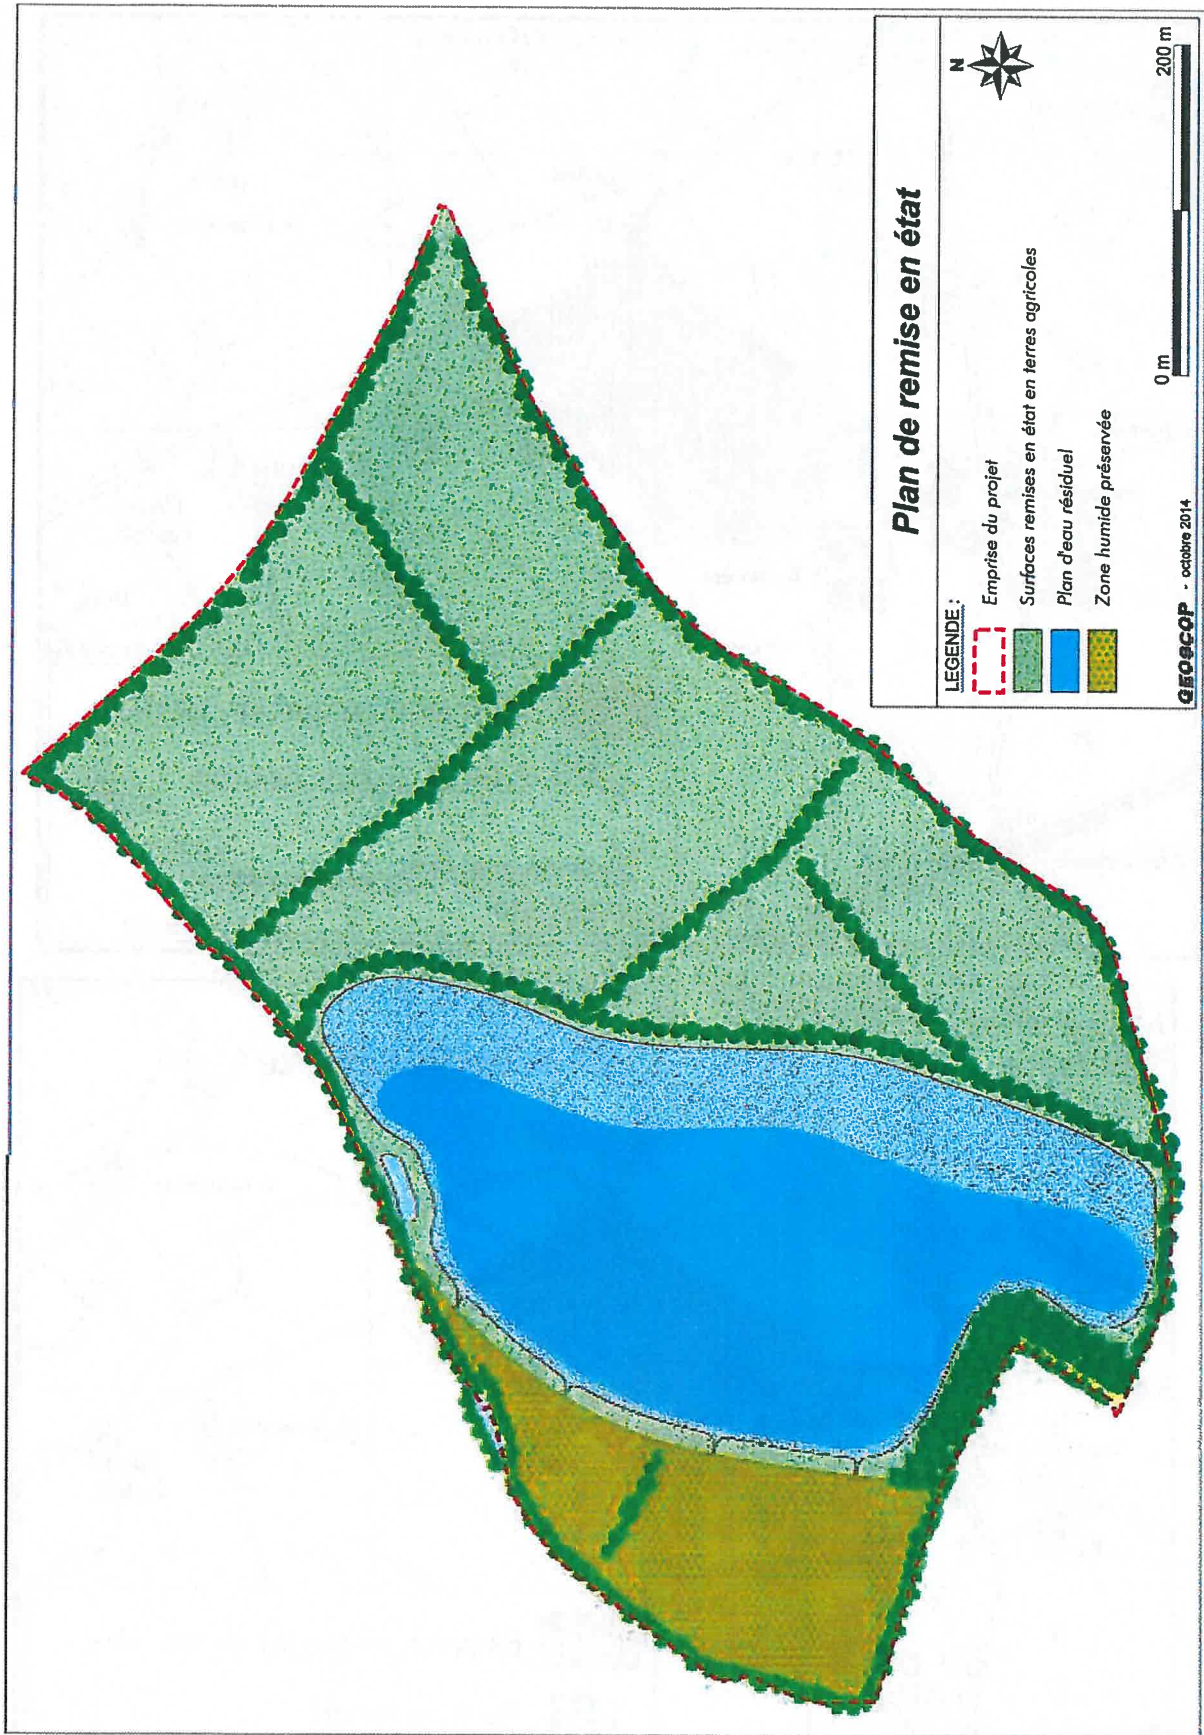 Plan de remise en état
LEGENDE :
N
Emprise du projet
Surfaces remises en état en terres agricoles
Plan d'eau résiduel
Zone humide préservée
0 m
200 m
GEOSCOP - octobre 2014